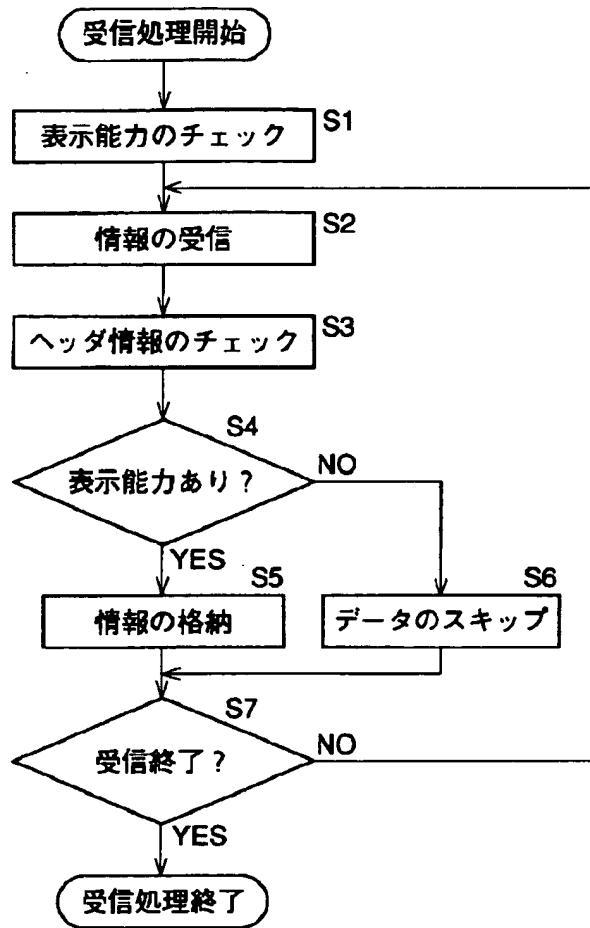 受信処理開始
表示能力のチェック
S1
情報の受信
S2
ヘッダ情報のチェック
S3
S4
表示能力あり?
NO
YES
S5
情報の格納
S6
データのスキップ
S7
受信終了?
NO
YES
受信処理終了